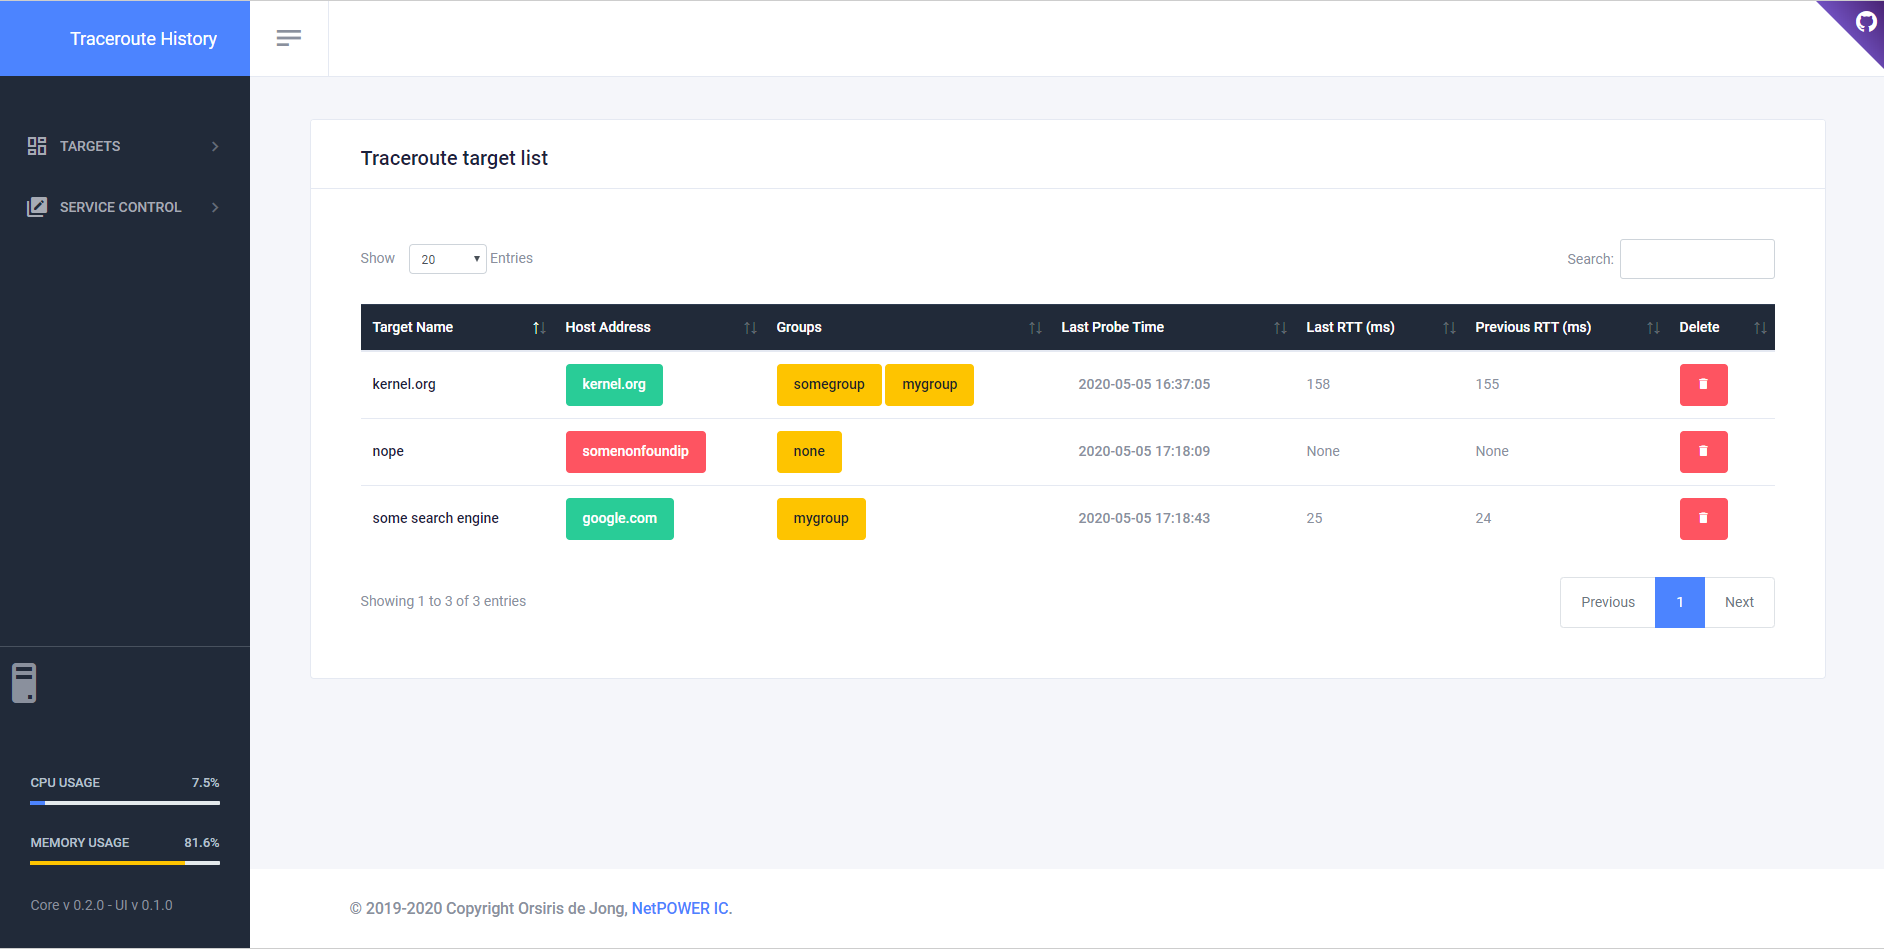 Traceroute History
TARGETS
SERVICE CONTROL
Traceroute target list
Show 20 Entries Search:
Target Name Host Address Groups Last Probe Time Last RTT (ms) Previous RTT (ms) Delete
kernel.org kernel.org somegroup mygroup 2020-05-05 16:37:05 158 155
nope somenonfoundip none 2020-05-05 17:18:09 None None
some search engine google.com mygroup 2020-05-05 17:18:43 25 24
Showing 1 to 3 of 3 entries Previous 1 Next
CPU USAGE 7.5%
MEMORY USAGE 81.6%
Core v 0.2.0 - UI v 0.1.0
© 2019-2020 Copyright Orsiris de Jong, NetPOWER IC.